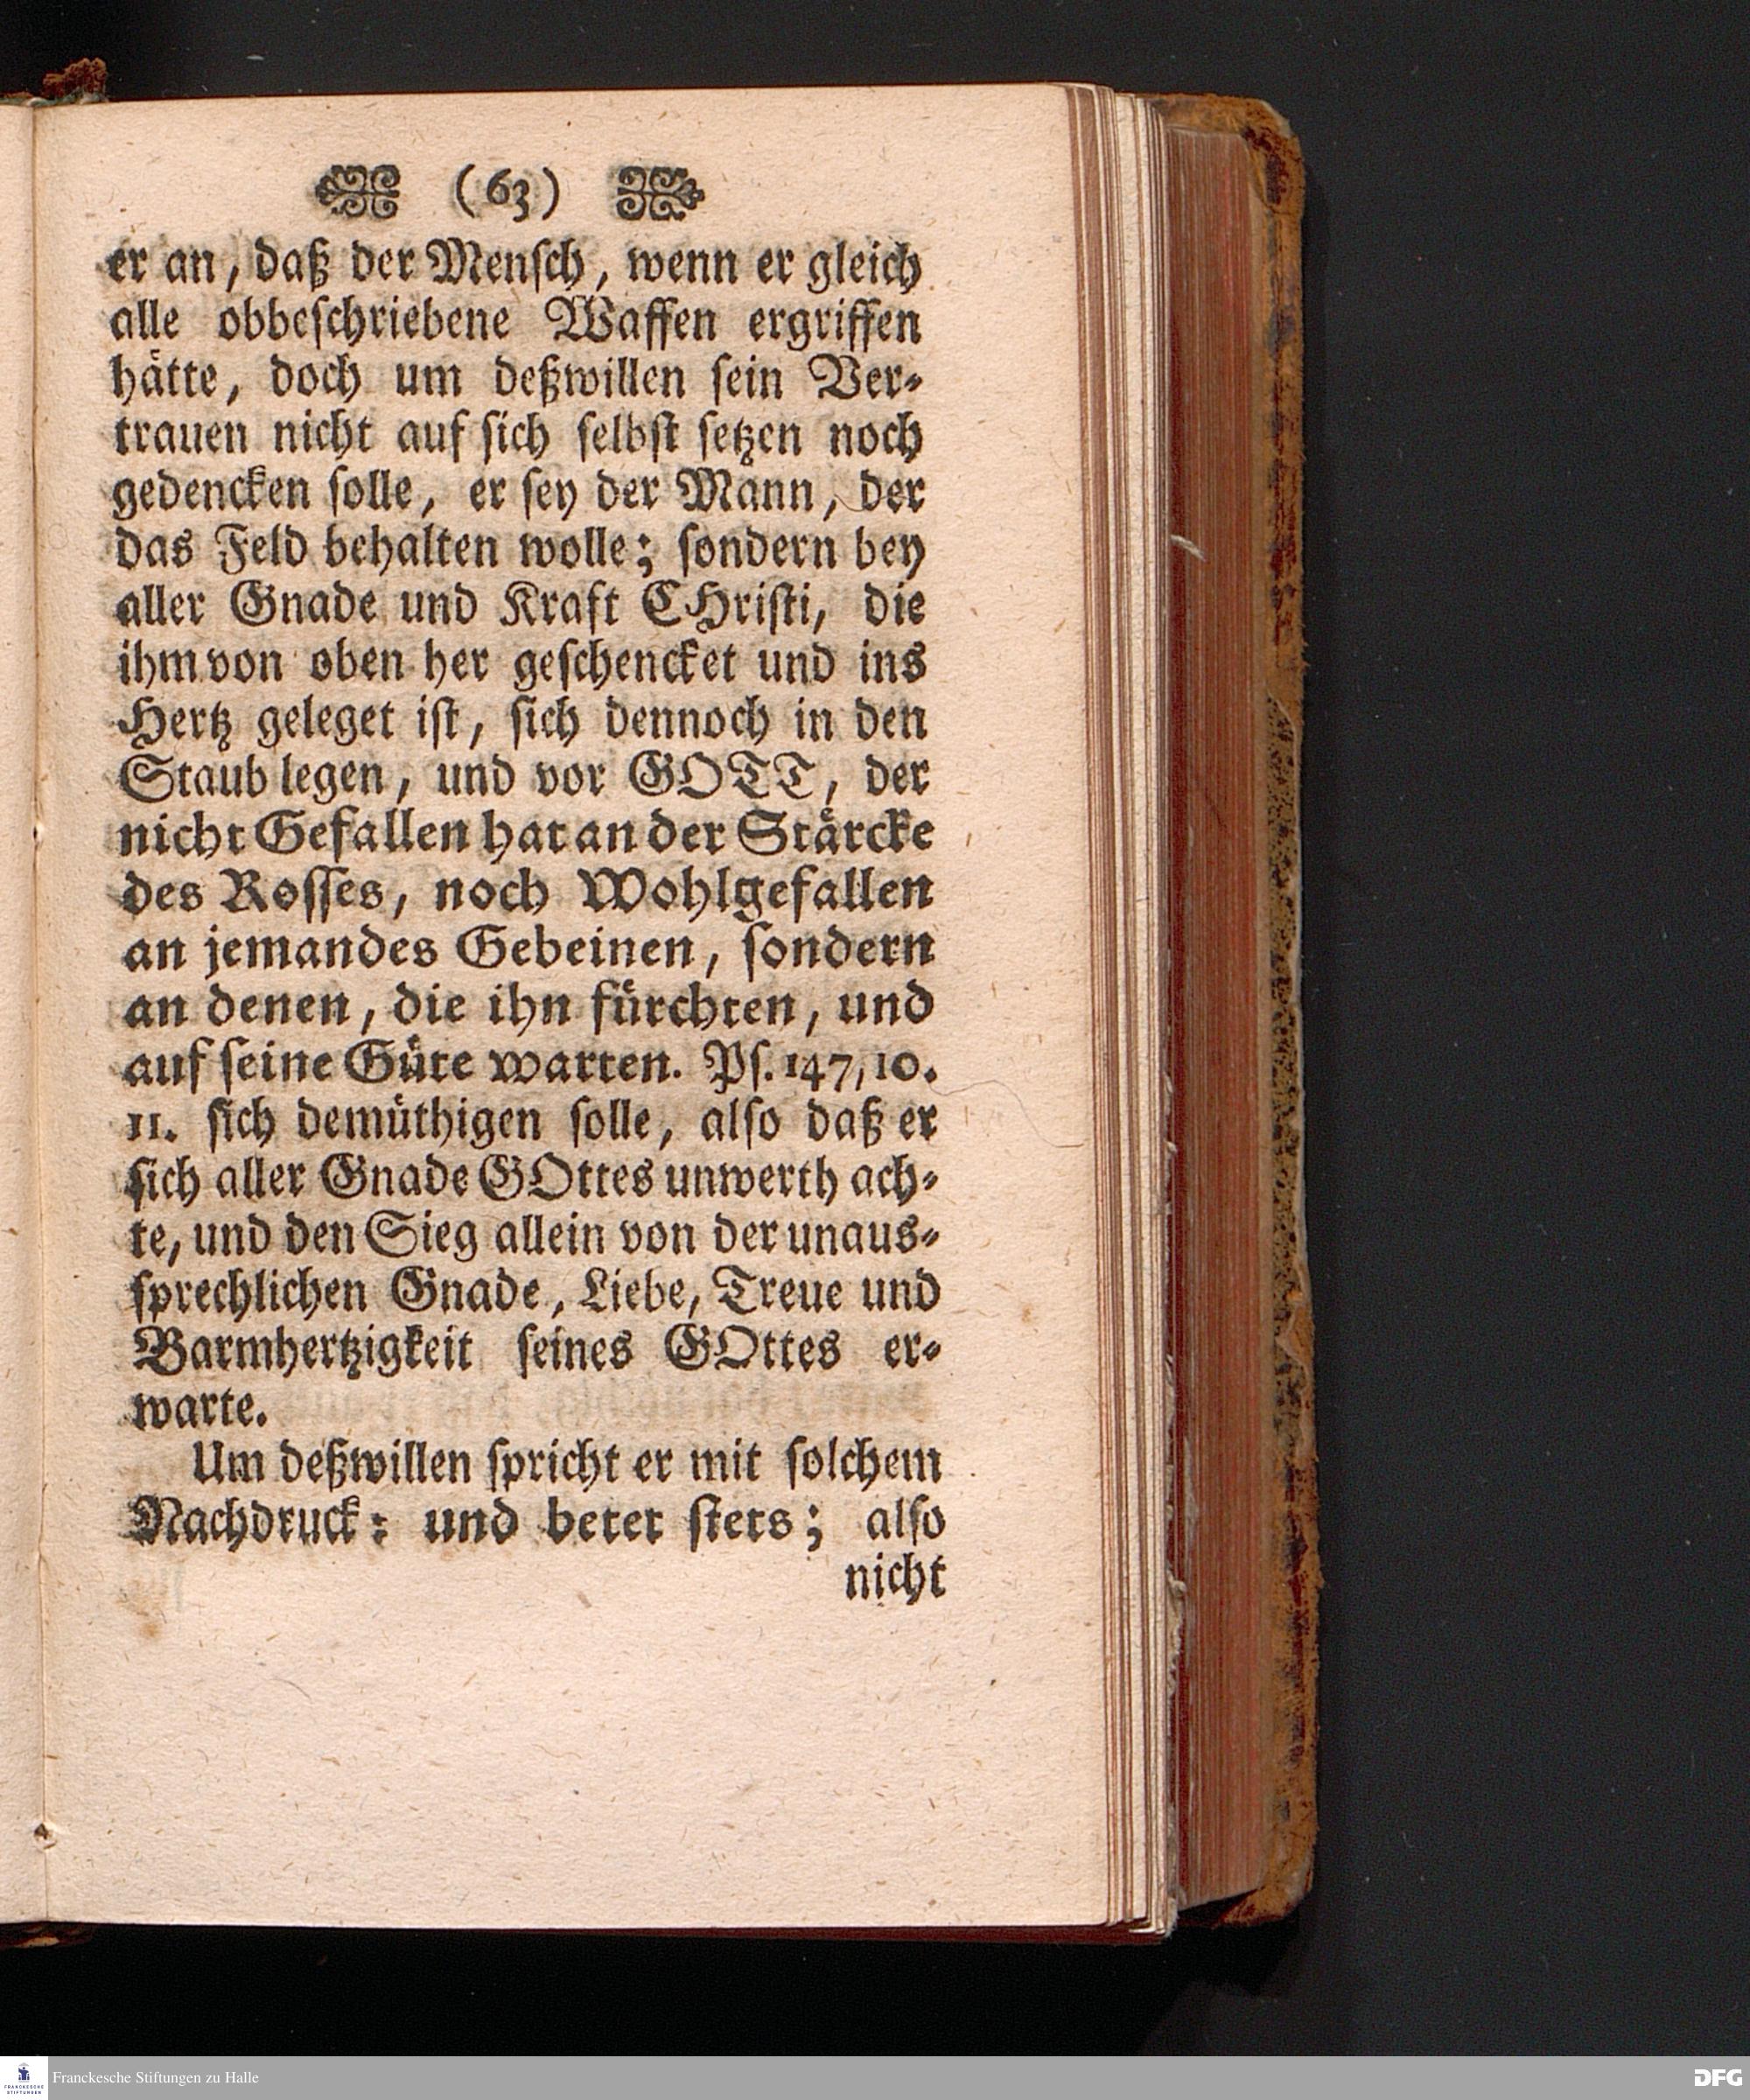 (63)
er an, daß der Menſch, wenn er gleich
alle obbeſchriebene Waffen ergriffen
hätte, doch um deßwillen ſein Ver-
trauen nicht auf ſich ſelbſt ſetzen noch
gedencken ſolle, er ſey der Mann, der
das Feld behalten wolle; ſondern bey
aller Gnade und Kraft CHriſti, die
ihm von oben her geſchencket und ins
Hertz geleget iſt, ſich dennoch in den
Staub legen, und vor GOTT, der
nicht Gefallen hat an der Stärcke
des Roſſes, noch Wohlgefallen
an jemandes Gebeinen, ſondern
an denen, die ihn fürchten, und
auf ſeine Güte warten. Pſ. 147, 10.
11. ſich demüthigen ſolle, alſo daß er
ſich aller Gnade GOttes unwerth ach-
te, und den Sieg allein von der unaus-
ſprechlichen Gnade, Liebe, Treue und
Barmhertzigkeit ſeines GOttes er-
warte.
Um deßwillen ſpricht er mit ſolchem
Nachdruck: und betet ſtets; alſo
nicht
FRANCKESCHE
STIFTUNGEN
Franckesche Stiftungen zu Halle
DFG